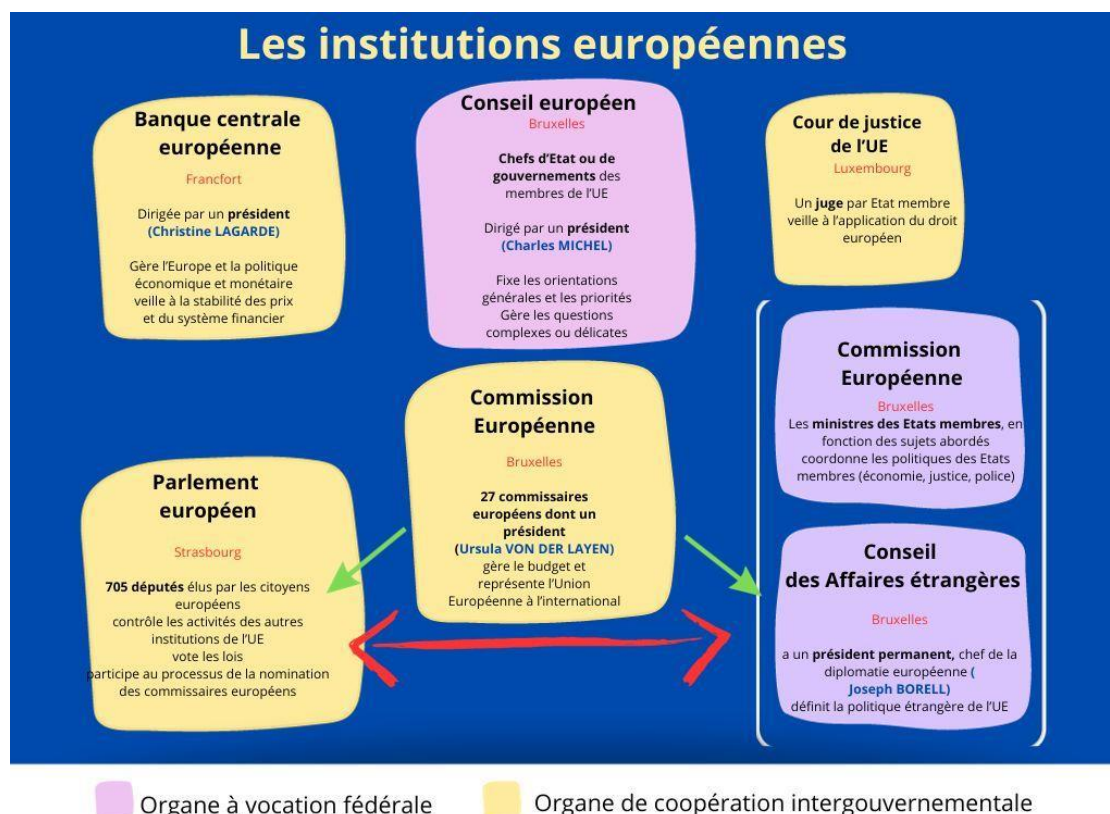 Les institutions européennes
Banque centrale
européenne
Francfort
Dirigée par un président
(Christine LAGARDE)
Gère l’Europe et la politique
économique et monétaire
veille à la stabilité des prix
et du système financier
Conseil européen
Bruxelles
Chefs d’Etat ou de
gouvernements des
membres de l’UE
Dirigé par un président
(Charles MICHEL)
Fixe les orientations
générales et les priorités
Gère les questions
complexes ou délicates
Cour de justice
de l’UE
Luxembourg
Un juge par Etat membre
veille à l’application du droit
européen
Commission
Européenne
Bruxelles
27 commissaires
européens dont un
président
(Ursula VON DER LAYEN)
gère le budget et
représente l’Union
Européenne à l’international
Commission
Européenne
Bruxelles
Les ministres des Etats membres, en
fonction des sujets abordés
coordonne les politiques des Etats
membres (économie, justice, police)
Parlement
européen
Strasbourg
705 députés élus par les citoyens
européens
contrôle les activités des autres
institutions de l’UE
vote les lois
participe au processus de la nomination
des commissaires européens
Conseil
des Affaires étrangères
Bruxelles
a un président permanent, chef de la
diplomatie européenne (
Joseph BORELL)
définit la politique étrangère de l’UE
Organe à vocation fédérale
Organe de coopération intergouvernementale